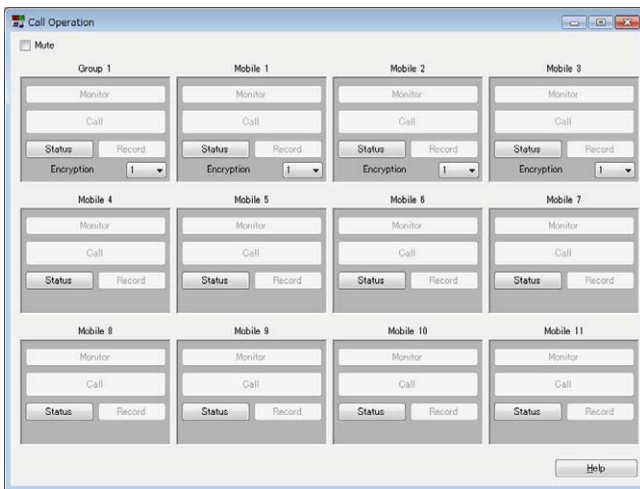 Call Operation
Mute
Group 1 Mobile 1 Mobile 2 Mobile 3
Monitor Monitor Monitor Monitor
Call Call Call Call
Status Record Status Record Status Record Status Record
Encryption 1 Encryption 1 Encryption 1 Encryption 1
Mobile 4 Mobile 5 Mobile 6 Mobile 7
Monitor Monitor Monitor Monitor
Call Call Call Call
Status Record Status Record Status Record Status Record
Mobile 8 Mobile 9 Mobile 10 Mobile 11
Monitor Monitor Monitor Monitor
Call Call Call Call
Status Record Status Record Status Record Status Record
Help